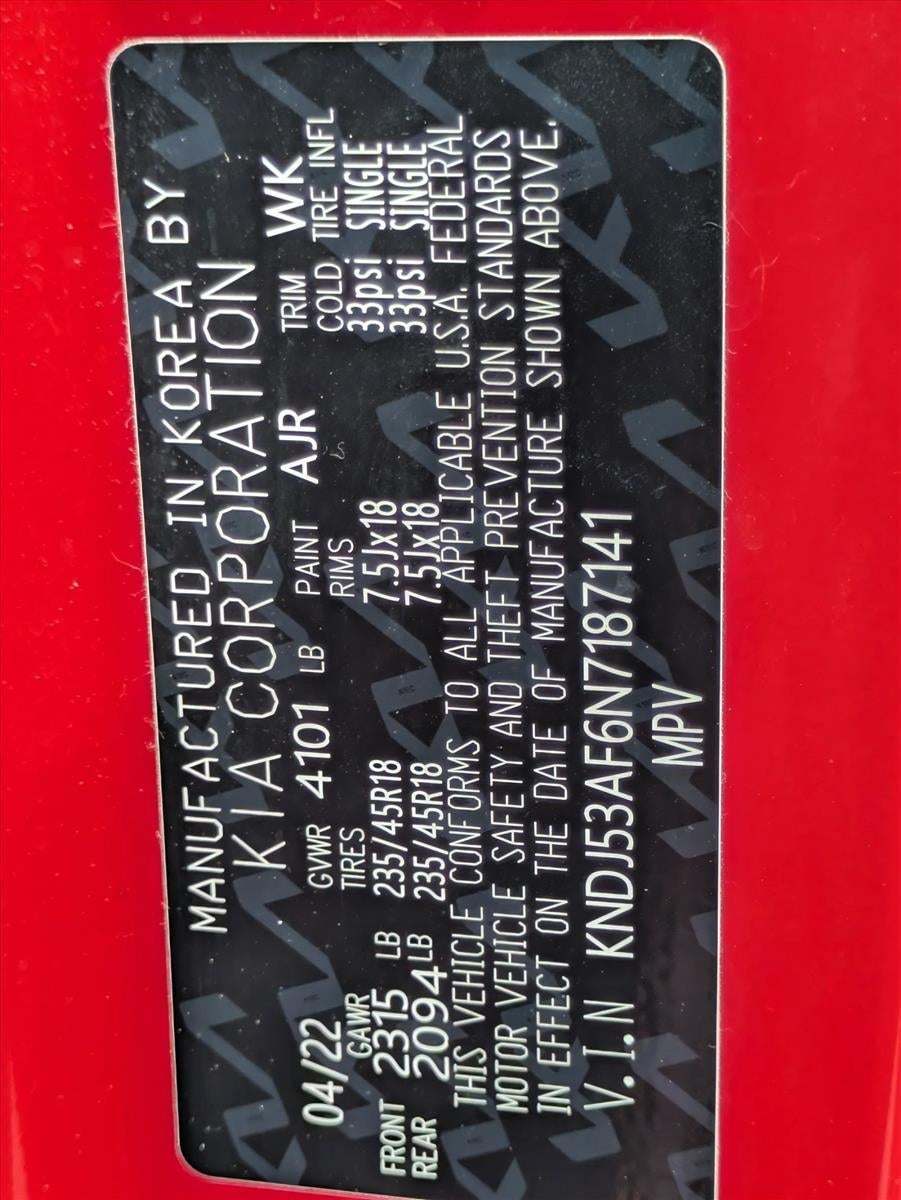 MANUFACTURED IN KOREA BY
KIA CORPORATION
04/22 GVWR 4101 LB PAINT AJR TRIM WK
GAWR TIRES RIMS COLD TIRE INFL
FRONT 2315 LB 235/45R18 7.5Jx18 33psi SINGLE
REAR 2094 LB 235/45R18 7.5Jx18 33psi SINGLE
THIS VEHICLE CONFORMS TO ALL APPLICABLE U.S.A. FEDERAL
MOTOR VEHICLE SAFETY AND THEFT PREVENTION STANDARDS
IN EFFECT ON THE DATE OF MANUFACTURE SHOWN ABOVE.
V.I.N KNDJ53AF6N7187141
MPV